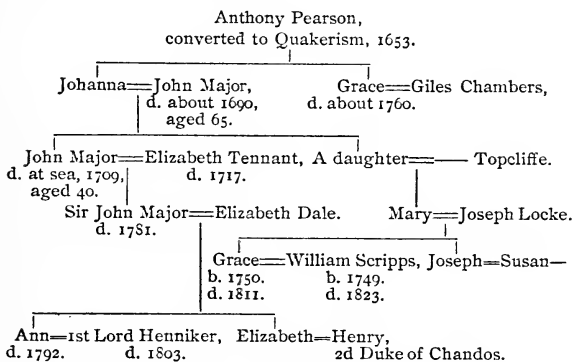 Anthony Pearson,
converted to Quakerism, 1653.
Johanna=John Major, Grace=Giles Chambers,
d. about 1690, d. about 1760.
aged 65.
John Major=Elizabeth Tennant, A daughter=— Topcliffe.
d. at sea, 1709, d. 1717.
aged 40.
Sir John Major=Elizabeth Dale. Mary=Joseph Locke.
d. 1781.
Grace=William Scripps, Joseph=Susan—
b. 1750. b. 1749.
d. 1811. d. 1823.
Ann=1st Lord Henniker, Elizabeth=Henry,
d. 1792. d. 1803. 2d Duke of Chandos.